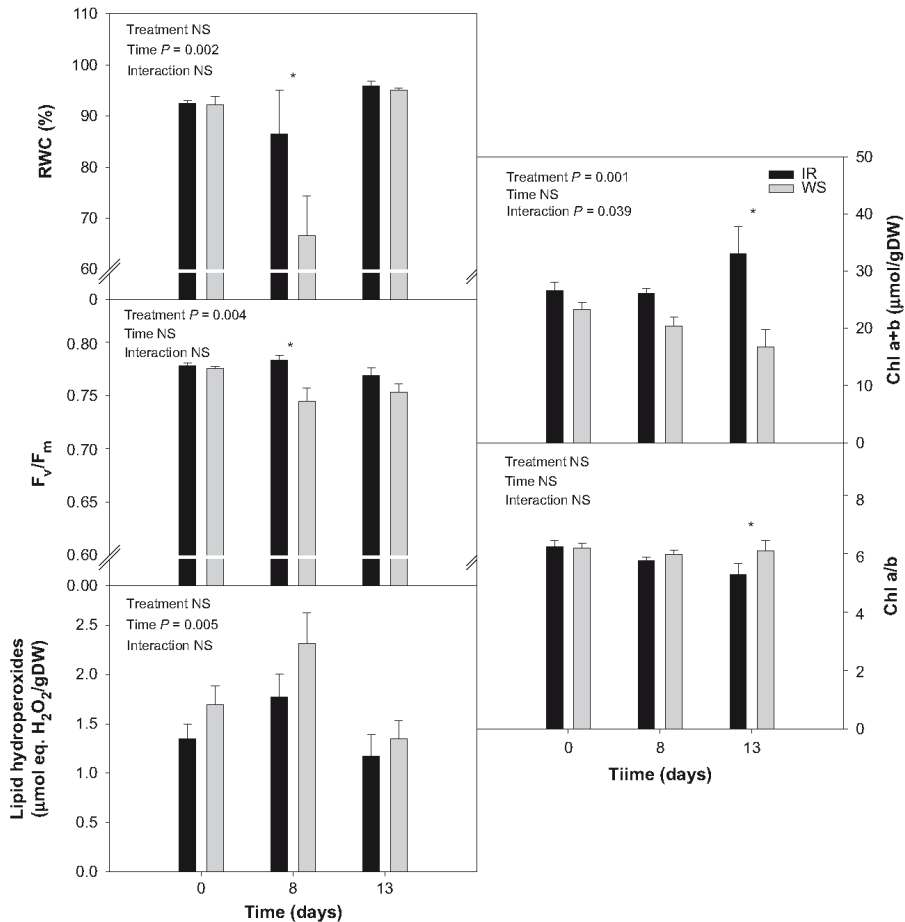 110
100
90
80
70
60
0
RWC (%)
Treatment NS
Time P = 0.002
Interaction NS
*
0.80
0.75
0.70
0.65
0.60
0.00
Fv/Fm
Treatment P = 0.004
Time NS
Interaction NS
*
2.5
2.0
1.5
1.0
0.0
Lipid hydroperoxides
(μmol eq. H2O2/gDW)
Treatment NS
Time P = 0.005
Interaction NS
0 8 13
Time (days)
Treatment P = 0.001
Time NS
Interaction P = 0.039
IR
WS
*
50
40
30
20
10
0
Chl a+b (μmol/gDW)
Treatment NS
Time NS
Interaction NS
*
8
6
4
2
0
Chl a/b
0 8 13
Tiime (days)